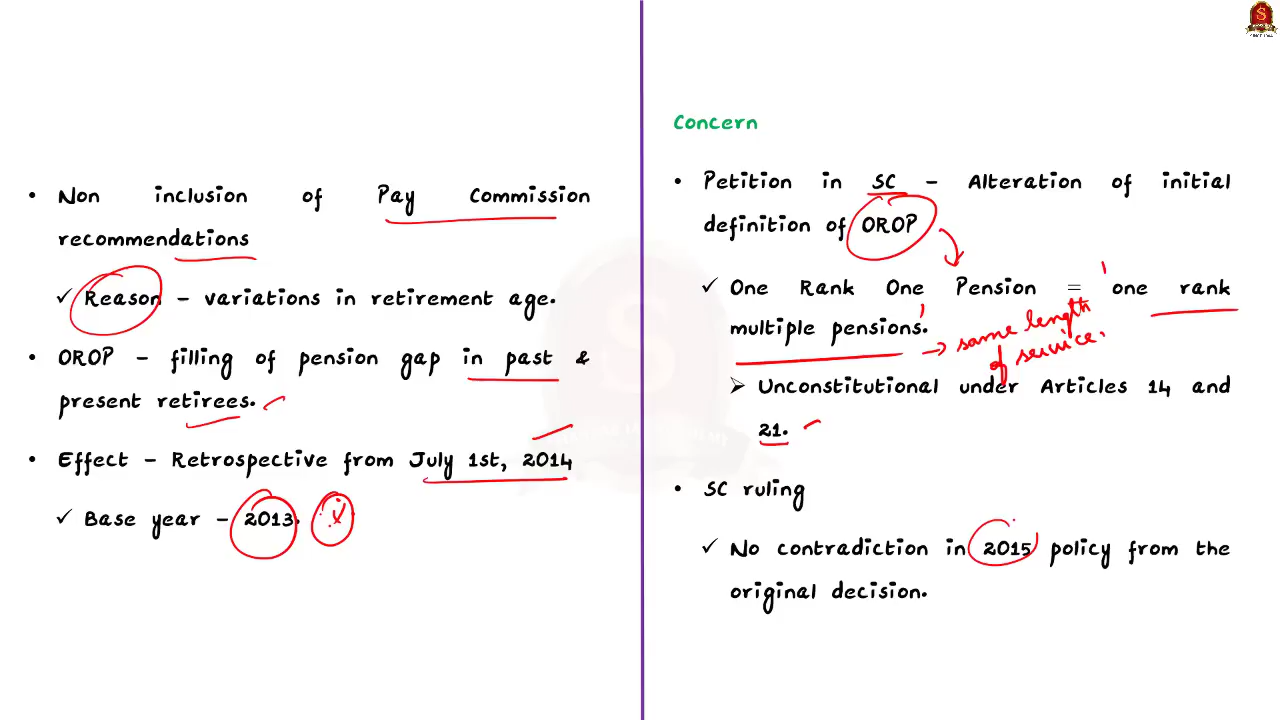 • Non inclusion of Pay Commission
recommendations
✓ Reason – variations in retirement age.
• OROP – filling of pension gap in past &
present retirees.
• Effect – Retrospective from July 1st, 2014
✓ Base year – 2013.
Concern
• Petition in SC – Alteration of initial
definition of OROP
✓ One Rank One Pension = 'one rank
multiple pensions'.
→ same length
of service.
➢ Unconstitutional under Articles 14 and
21.
• SC ruling
✓ No contradiction in 2015 policy from the
original decision.